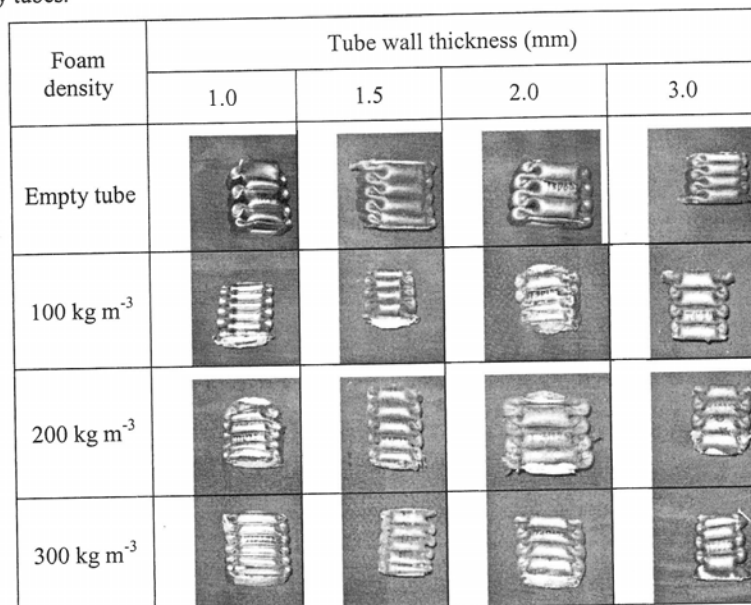 y tubes.
Foam density
Tube wall thickness (mm)
1.0 1.5 2.0 3.0
Empty tube
100 kg m⁻³
200 kg m⁻³
300 kg m⁻³